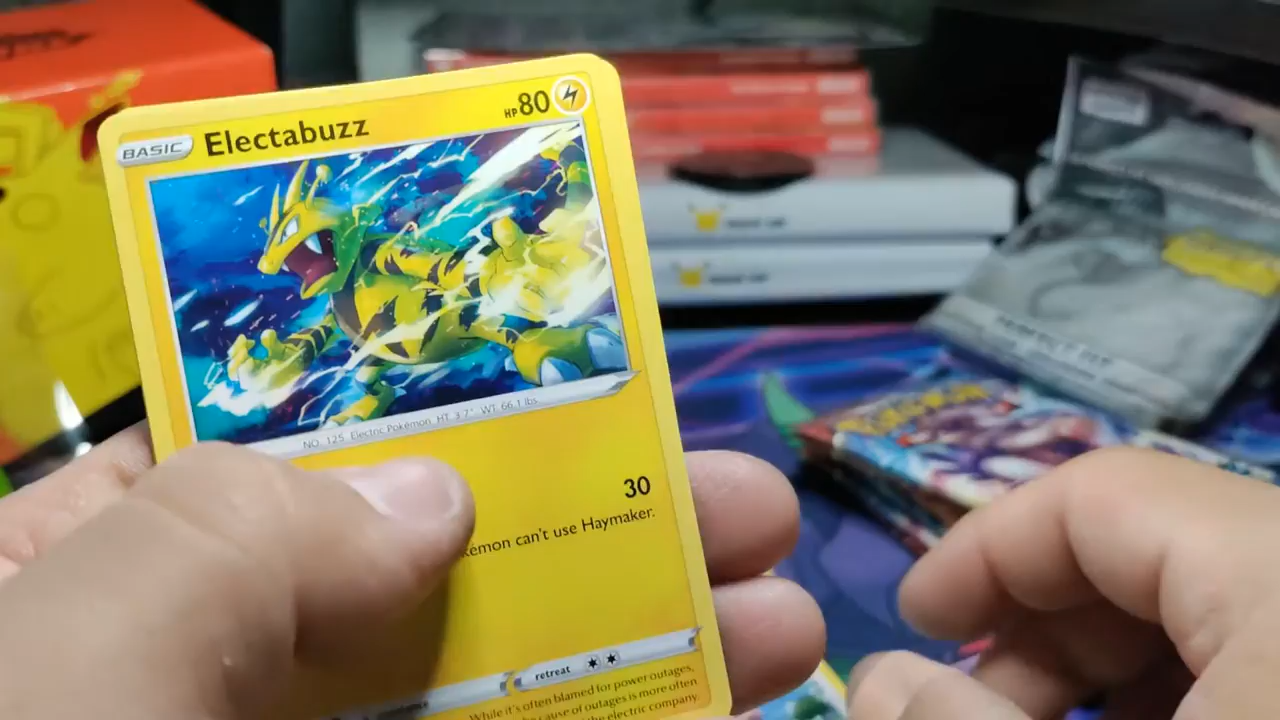 BASIC Electabuzz HP 80
NO. 125 Electric Pokémon HT: 3'7" WT: 66.1 lbs
30
can't use Haymaker.
retreat
While it's often blamed for power outages,
cause of outages is more often
the electric company.